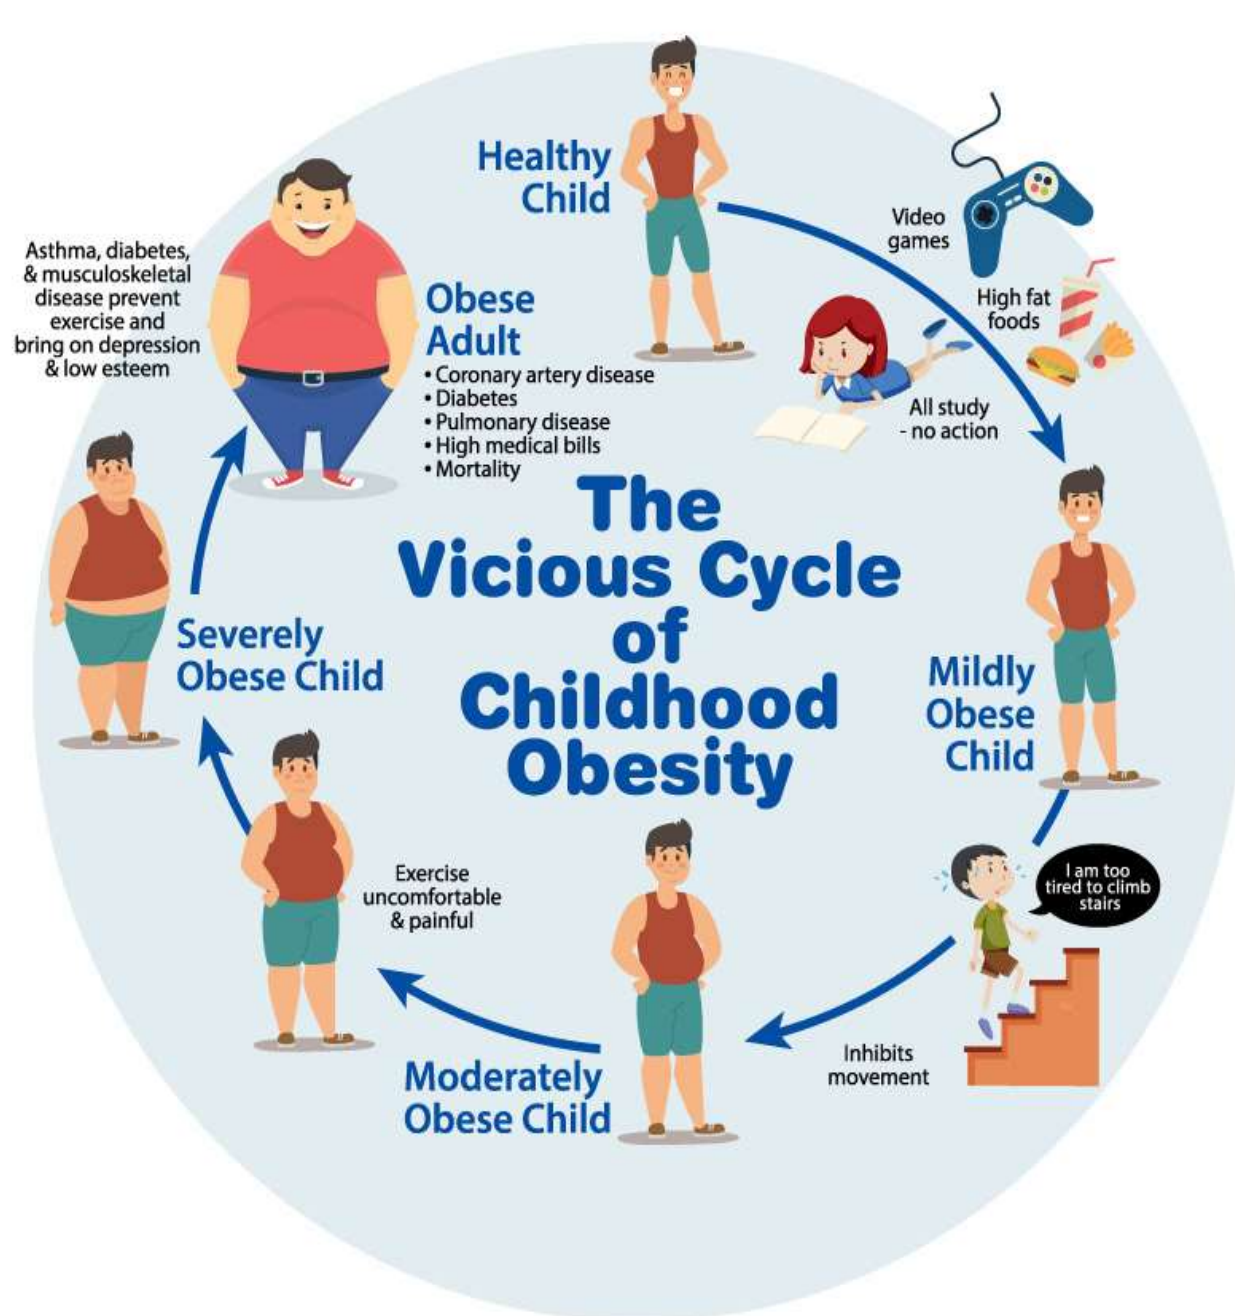 The
Vicious Cycle
of
Childhood
Obesity
Healthy
Child
Video
games
High fat
foods
All study
- no action
Mildly
Obese
Child
I am too
tired to climb
stairs
Inhibits
movement
Moderately
Obese Child
Exercise
uncomfortable
& painful
Severely
Obese Child
Asthma, diabetes,
& musculoskeletal
disease prevent
exercise and
bring on depression
& low esteem
Obese
Adult
• Coronary artery disease
• Diabetes
• Pulmonary disease
• High medical bills
• Mortality